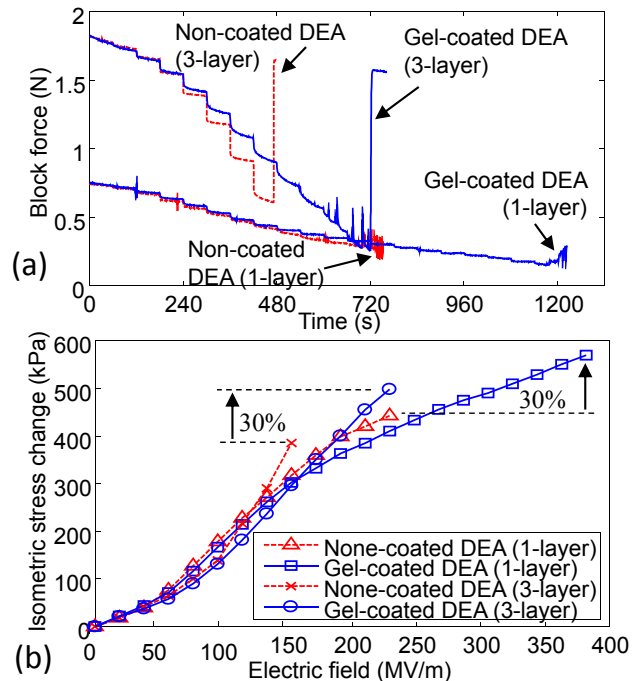 2
1.5
1
0.5
0
Block force (N)
Non-coated DEA
(3-layer)
Gel-coated DEA
(3-layer)
Gel-coated DEA
(1-layer)
Non-coated
DEA (1-layer)
0 240 480 720 960 1200
Time (s)
(a)
600
500
400
300
200
100
0
Isometric stress change (kPa)
30%
30%
None-coated DEA (1-layer)
Gel-coated DEA (1-layer)
None-coated DEA (3-layer)
Gel-coated DEA (3-layer)
0 50 100 150 200 250 300 350 400
Electric field (MV/m)
(b)